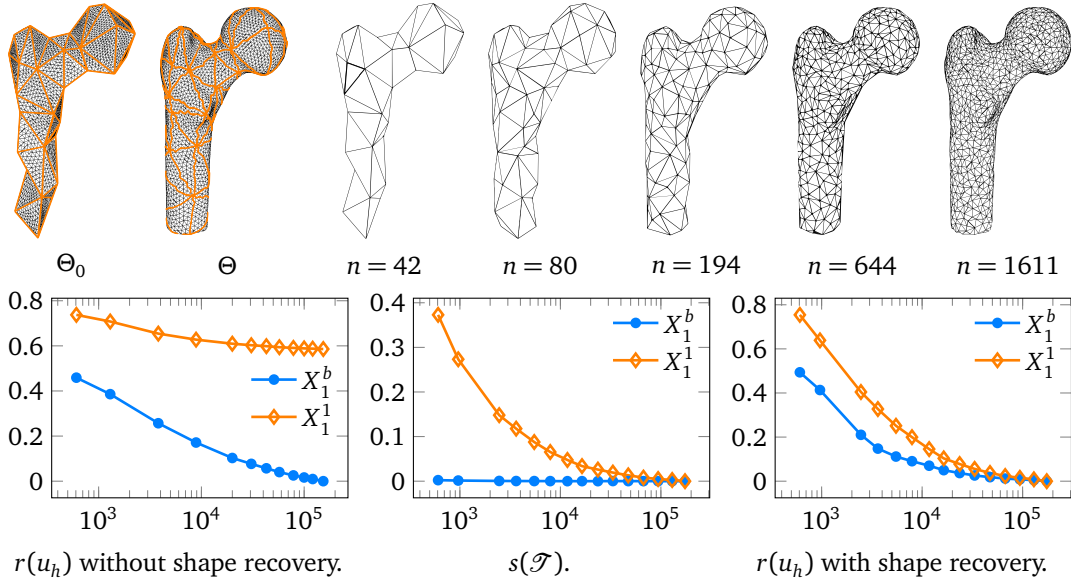 Θ₀ Θ n = 42 n = 80 n = 194 n = 644 n = 1611
0.8
0.6
0.4
0.2
0
10³ 10⁴ 10⁵
X₁ᵇ
X₁¹
r(uₕ) without shape recovery.
0.4
0.3
0.2
0.1
0
10³ 10⁴ 10⁵
X₁ᵇ
X₁¹
s(𝒯).
0.8
0.6
0.4
0.2
0
10³ 10⁴ 10⁵
X₁ᵇ
X₁¹
r(uₕ) with shape recovery.